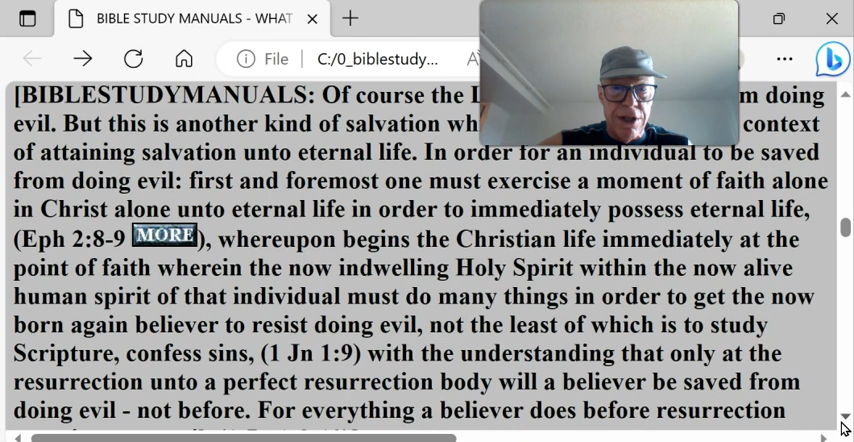 BIBLE STUDY MANUALS - WHAT
File C:/0_biblestudy...
[BIBLESTUDYMANUALS: Of course the doing
evil. But this is another kind of salvation context
of attaining salvation unto eternal life. In order for an individual to be saved
from doing evil: first and foremost one must exercise a moment of faith alone
in Christ alone unto eternal life in order to immediately possess eternal life,
(Eph 2:8-9 MORE), whereupon begins the Christian life immediately at the
point of faith wherein the now indwelling Holy Spirit within the now alive
human spirit of that individual must do many things in order to get the now
born again believer to resist doing evil, not the least of which is to study
Scripture, confess sins, (1 Jn 1:9) with the understanding that only at the
resurrection unto a perfect resurrection body will a believer be saved from
doing evil - not before. For everything a believer does before resurrection